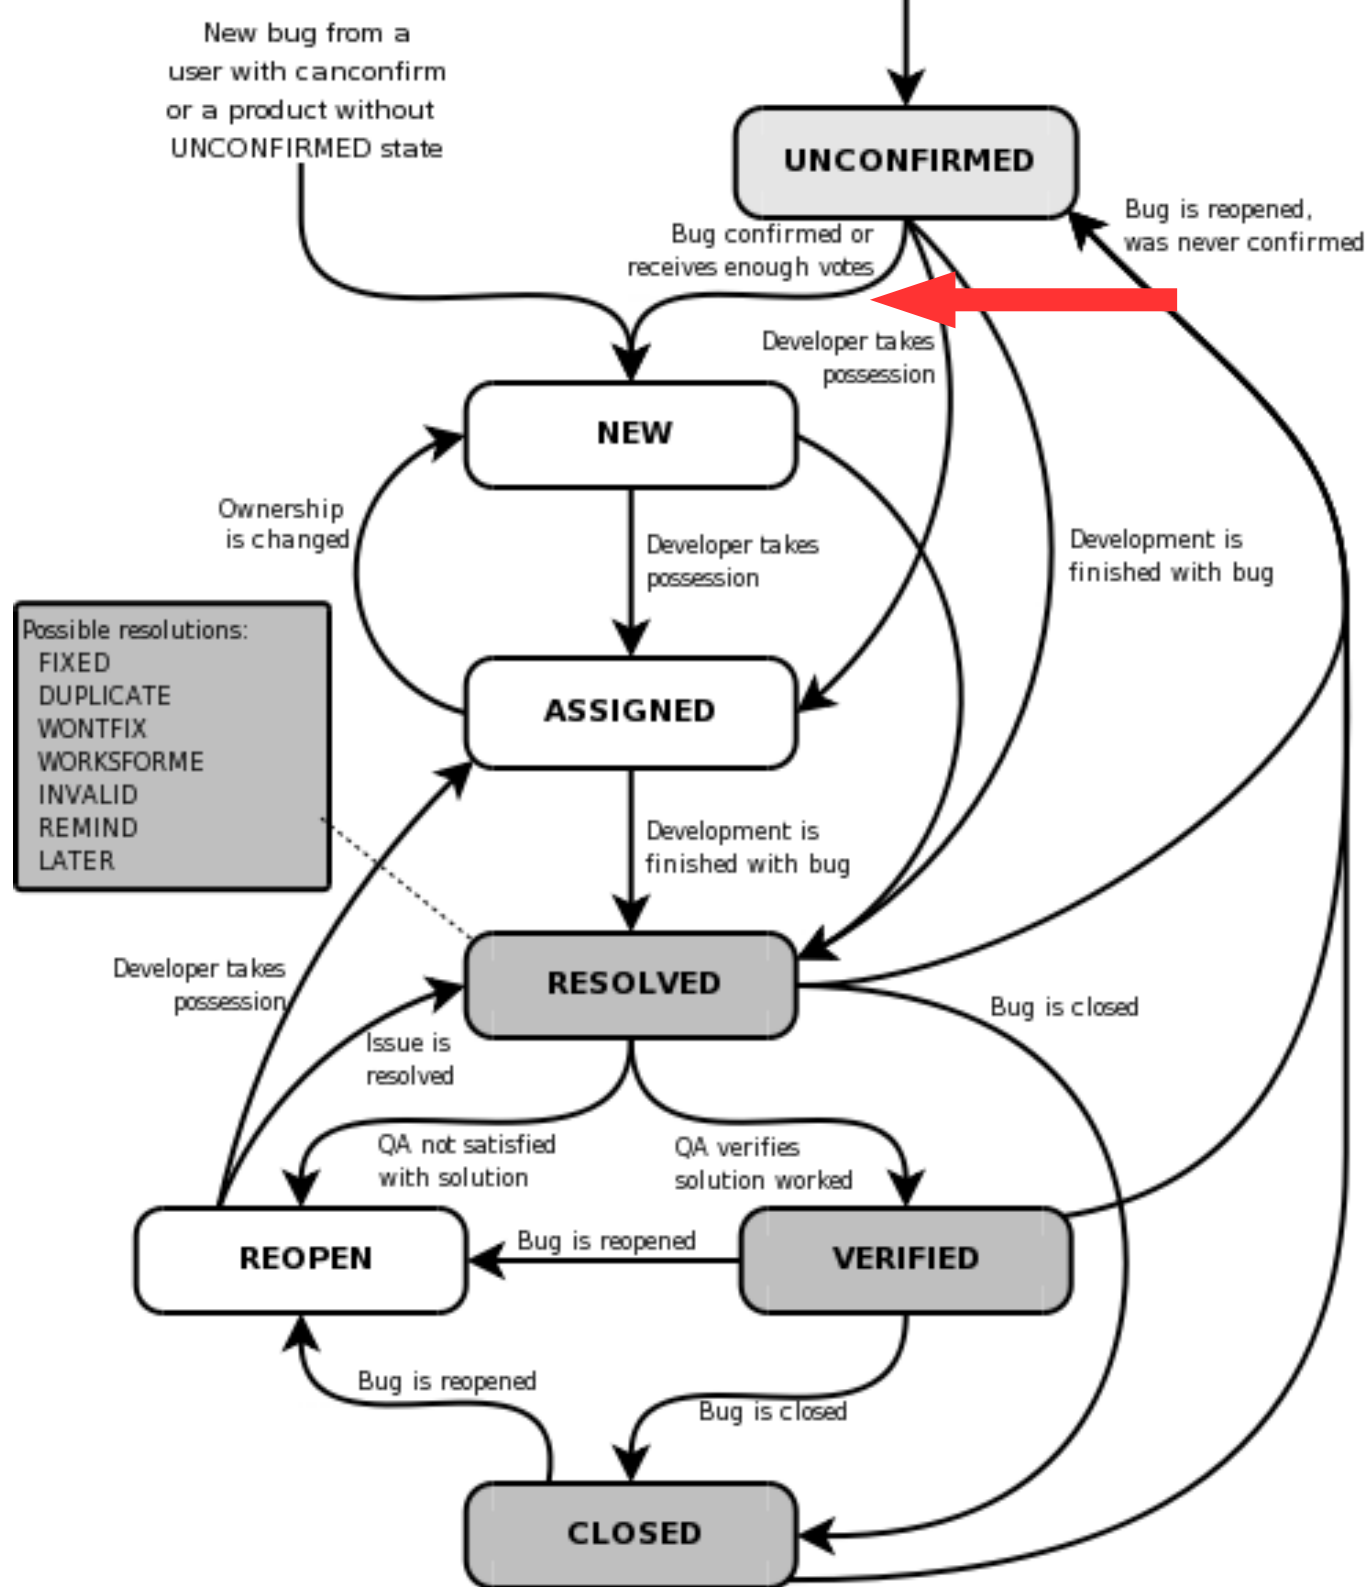 New bug from a
user with canconfirm
or a product without
UNCONFIRMED state
UNCONFIRMED
Bug is reopened,
was never confirmed
Bug confirmed or
receives enough votes
Developer takes
possession
NEW
Ownership
is changed
Developer takes
possession
Development is
finished with bug
Possible resolutions:
FIXED
DUPLICATE
WONTFIX
WORKSFORME
INVALID
REMIND
LATER
ASSIGNED
Development is
finished with bug
Developer takes
possession
RESOLVED
Bug is closed
Issue is
resolved
QA not satisfied
with solution
QA verifies
solution worked
REOPEN
Bug is reopened
VERIFIED
Bug is reopened
Bug is closed
CLOSED